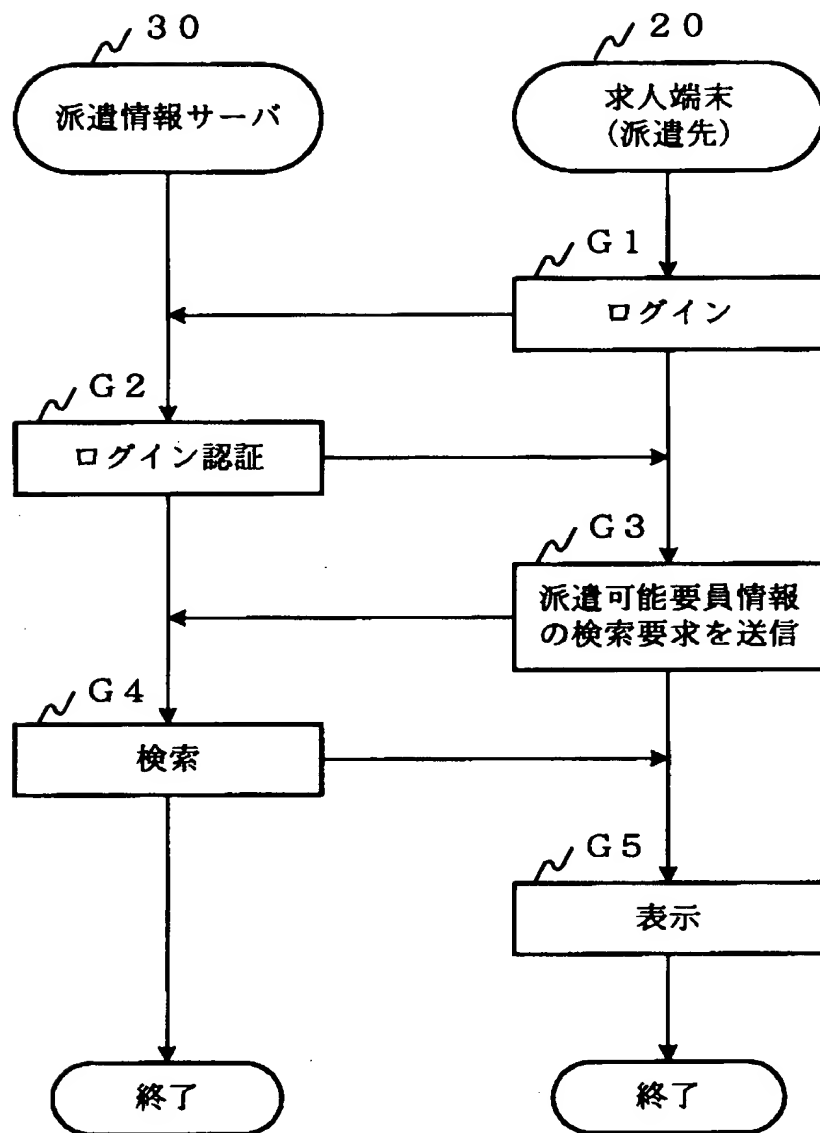 30
派遣情報サーバ
20
求人端末
(派遣先)
G1
ログイン
G2
ログイン認証
G3
派遣可能要員情報
の検索要求を送信
G4
検索
G5
表示
終了
終了